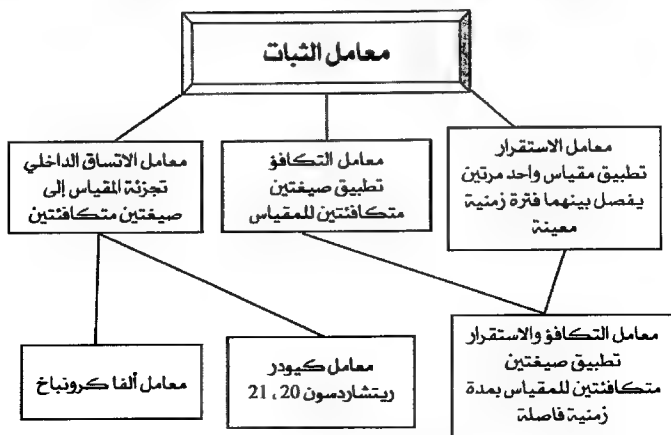 معامل الثبات
معامل الاستقرار
تطبيق مقياس واحد مرتين
يفصل بينهما فترة زمنية
معينة
معامل التكافؤ
تطبيق صيغتين
متكافئتين للمقياس
معامل الاتساق الداخلي
تجزئة المقياس إلى
صيغتين متكافئتين
معامل التكافؤ والاستقرار
تطبيق صيغتين
متكافئتين للمقياس بمدة
زمنية فاصلة
معامل كيودر
ريتشاردسون 20 ، 21
معامل ألفا كرونباخ